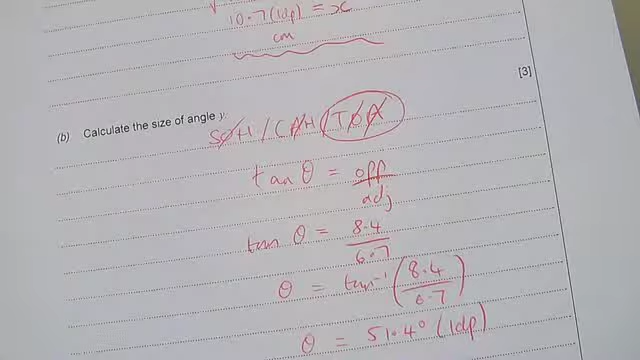 10.7 (1dp) = x
cm
[3]
(b) Calculate the size of angle y.
SOH / CAH / TOA
tan θ = opp/adj
tan θ = 8.4/6.7
θ = tan⁻¹ (8.4/6.7)
θ = 51.4° (1dp)